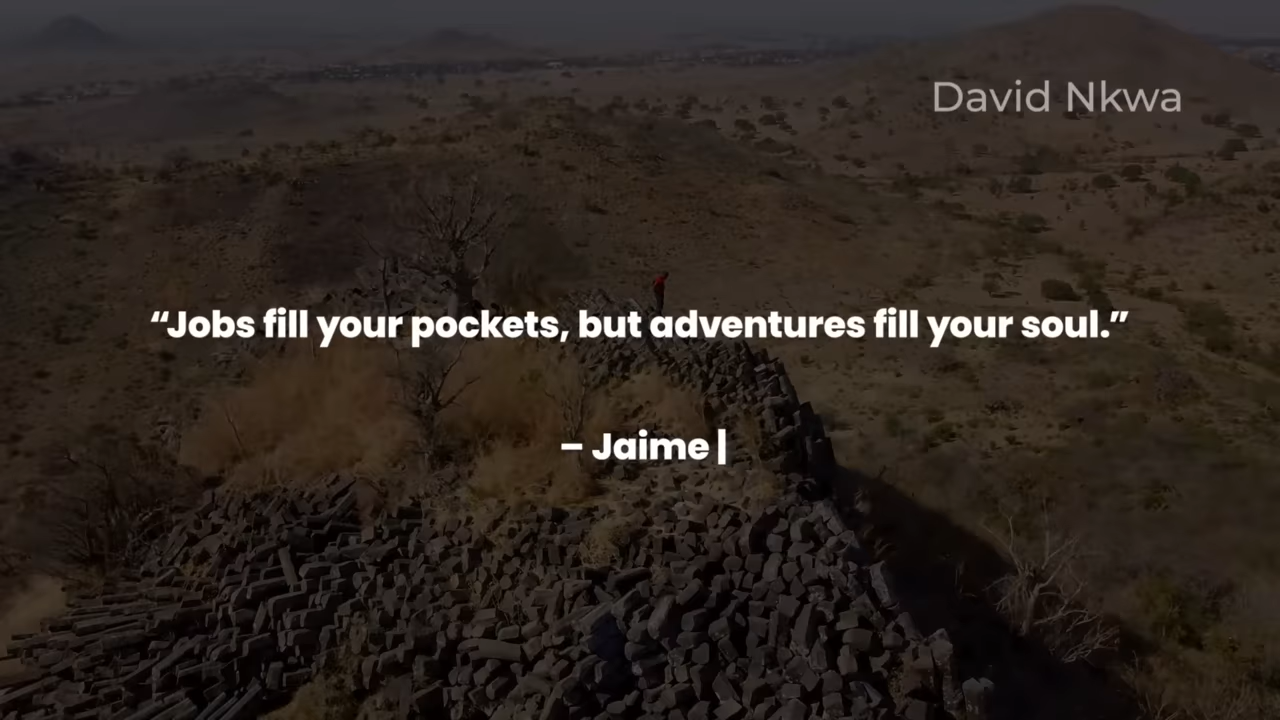 David Nkwa
“Jobs fill your pockets, but adventures fill your soul.”
– Jaime |